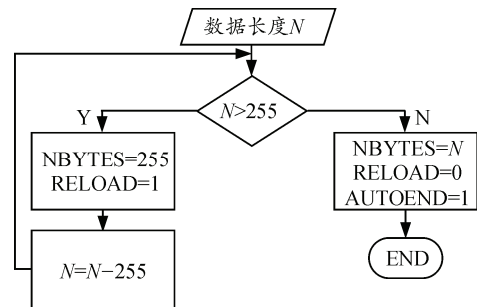 数据长度N
N>255
Y
N
NBYTES=255
RELOAD=1
NBYTES=N
RELOAD=0
AUTOEND=1
N=N−255
END